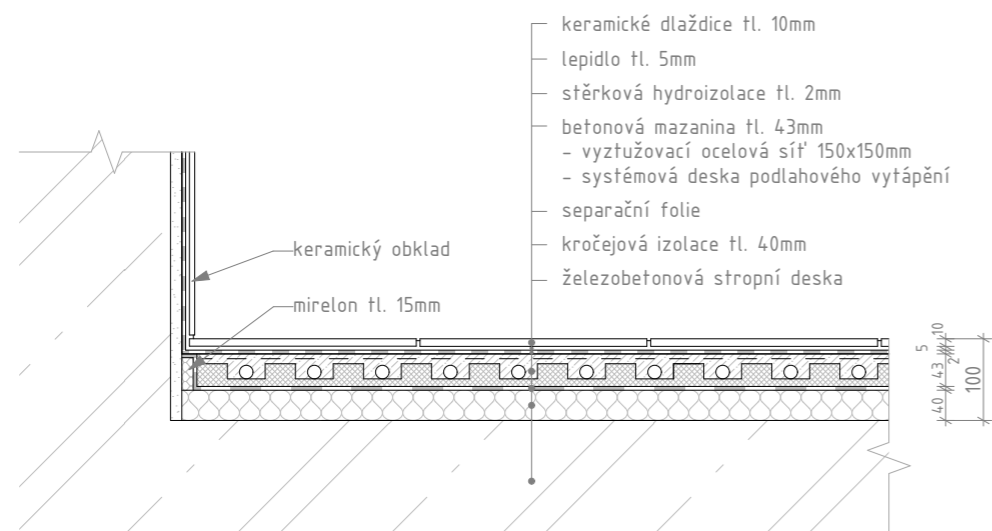 keramické dlaždice tl. 10mm
lepidlo tl. 5mm
stěrková hydroizolace tl. 2mm
betonová mazanina tl. 43mm
- vyztužovací ocelová síť 150x150mm
- systémová deska podlahového vytápění
separační folie
kročejová izolace tl. 40mm
železobetonová stropní deska
keramický obklad
mirelon tl. 15mm
10
5
2
43
40
100